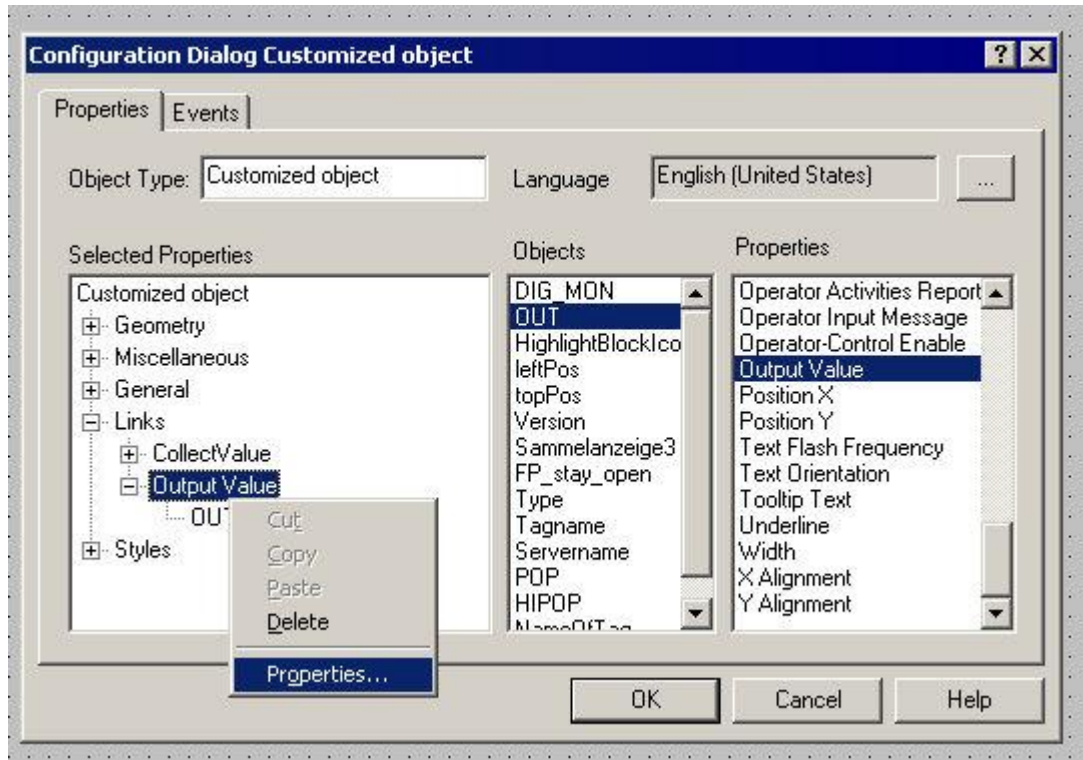 Configuration Dialog Customized object
Properties Events
Object Type: Customized object Language English (United States) ...
Selected Properties
Customized object
Geometry
Miscellaneous
General
Links
CollectValue
Output Value
Styles
Cut
Copy
Paste
Delete
Properties...
Objects
DIG_MON
OUT
HighlightBlockIco
leftPos
topPos
Version
Sammelanzeige3
FP_stay_open
Type
Tagname
Servername
POP
HIPOP
NameOfTag
Properties
Operator Activities Report
Operator Input Message
Operator-Control Enable
Output Value
Position X
Position Y
Text Flash Frequency
Text Orientation
Tooltip Text
Underline
Width
X Alignment
Y Alignment
OK Cancel Help